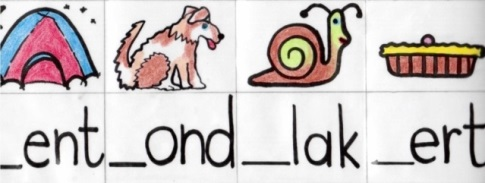 _ent _ond _lak _ert